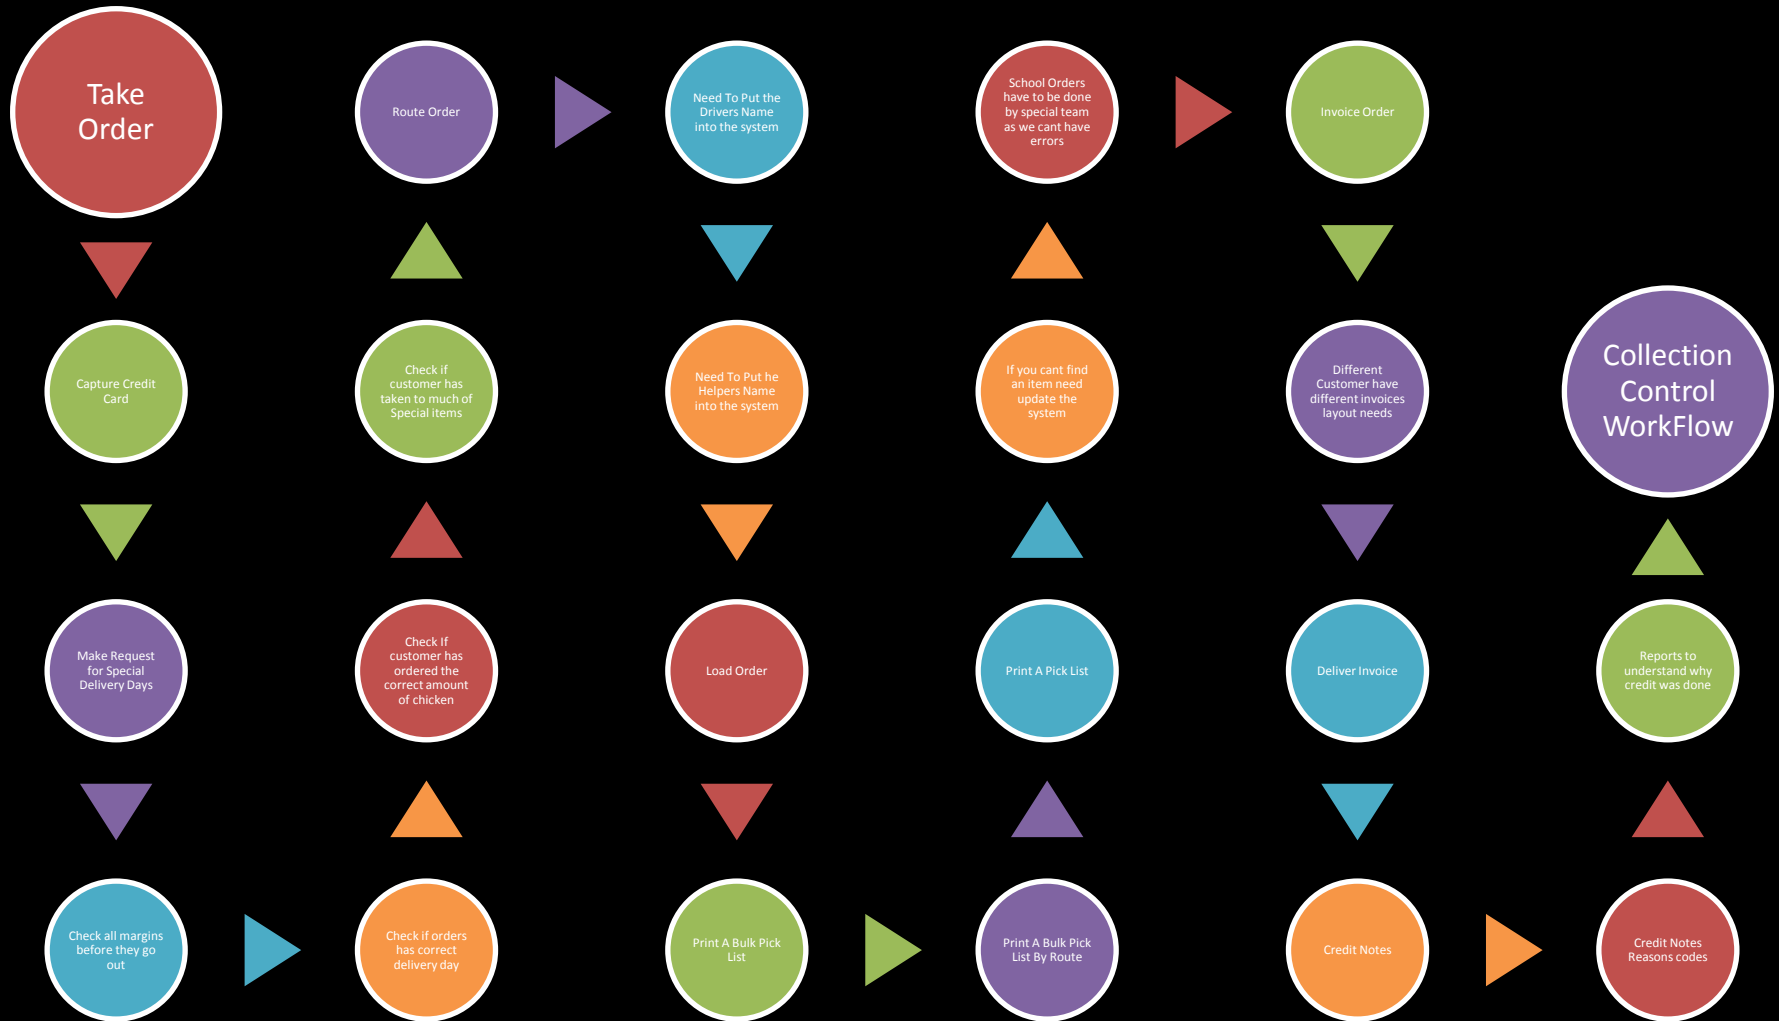 Take
Order
Capture Credit
Card
Make Request
for Special
Delivery Days
Check all margins
before they go
out
Check if orders
has correct
delivery day
Check If
customer has
ordered the
correct amount
of chicken
Check if
customer has
taken to much of
Special items
Route Order
Need To Put the
Drivers Name
into the system
Need To Put he
Helpers Name
into the system
Load Order
Print A Bulk Pick
List
Print A Bulk Pick
List By Route
Print A Pick List
If you cant find
an item need
update the
system
School Orders
have to be done
by special team
as we cant have
errors
Invoice Order
Different
Customer have
different invoices
layout needs
Deliver Invoice
Credit Notes
Credit Notes
Reasons codes
Reports to
understand why
credit was done
Collection
Control
WorkFlow